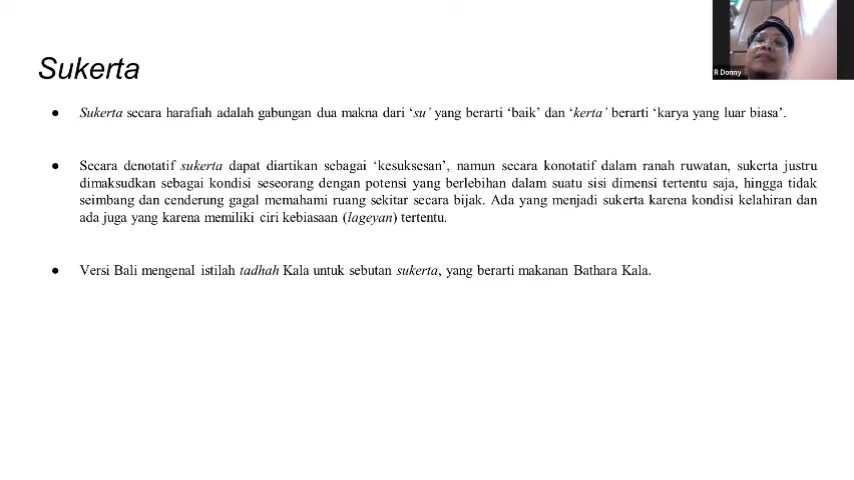 R Donny
Sukerta
● Sukerta secara harafiah adalah gabungan dua makna dari ‘su’ yang berarti ‘baik’ dan ‘kerta’ berarti ‘karya yang luar biasa’.
● Secara denotatif sukerta dapat diartikan sebagai ‘kesuksesan’, namun secara konotatif dalam ranah ruwatan, sukerta justru
dimaksudkan sebagai kondisi seseorang dengan potensi yang berlebihan dalam suatu sisi dimensi tertentu saja, hingga tidak
seimbang dan cenderung gagal memahami ruang sekitar secara bijak. Ada yang menjadi sukerta karena kondisi kelahiran dan
ada juga yang karena memiliki ciri kebiasaan (lageyan) tertentu.
● Versi Bali mengenal istilah tadhah Kala untuk sebutan sukerta, yang berarti makanan Bathara Kala.